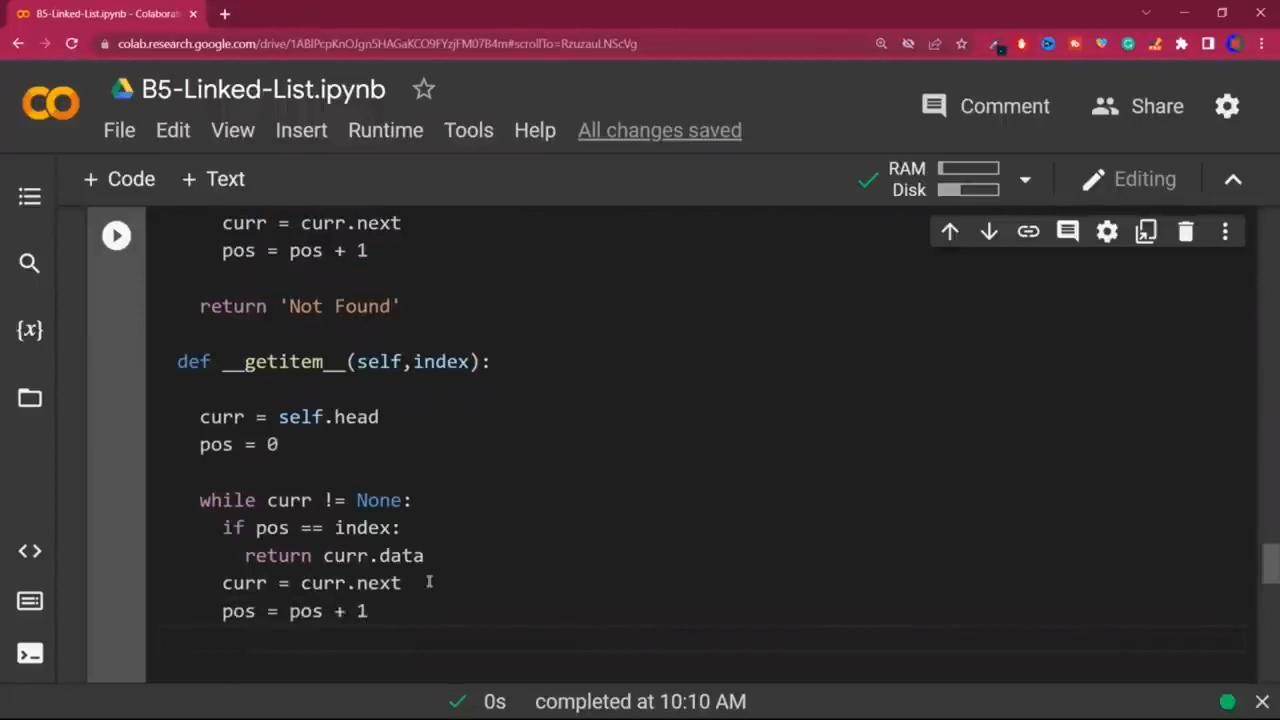 B5-Linked-List.ipynb - Colaborat
colab.research.google.com/drive/1ABlPcpKnOJgn5HAGaKCO9FYzjFM07B4m#scrollTo=RzuzauLNScVg
B5-Linked-List.ipynb
Comment
Share
File Edit View Insert Runtime Tools Help All changes saved
+ Code + Text
RAM
Disk
Editing
curr = curr.next
pos = pos + 1
return 'Not Found'
def __getitem__(self,index):
curr = self.head
pos = 0
while curr != None:
if pos == index:
return curr.data
curr = curr.next
pos = pos + 1
{x}
0s completed at 10:10 AM